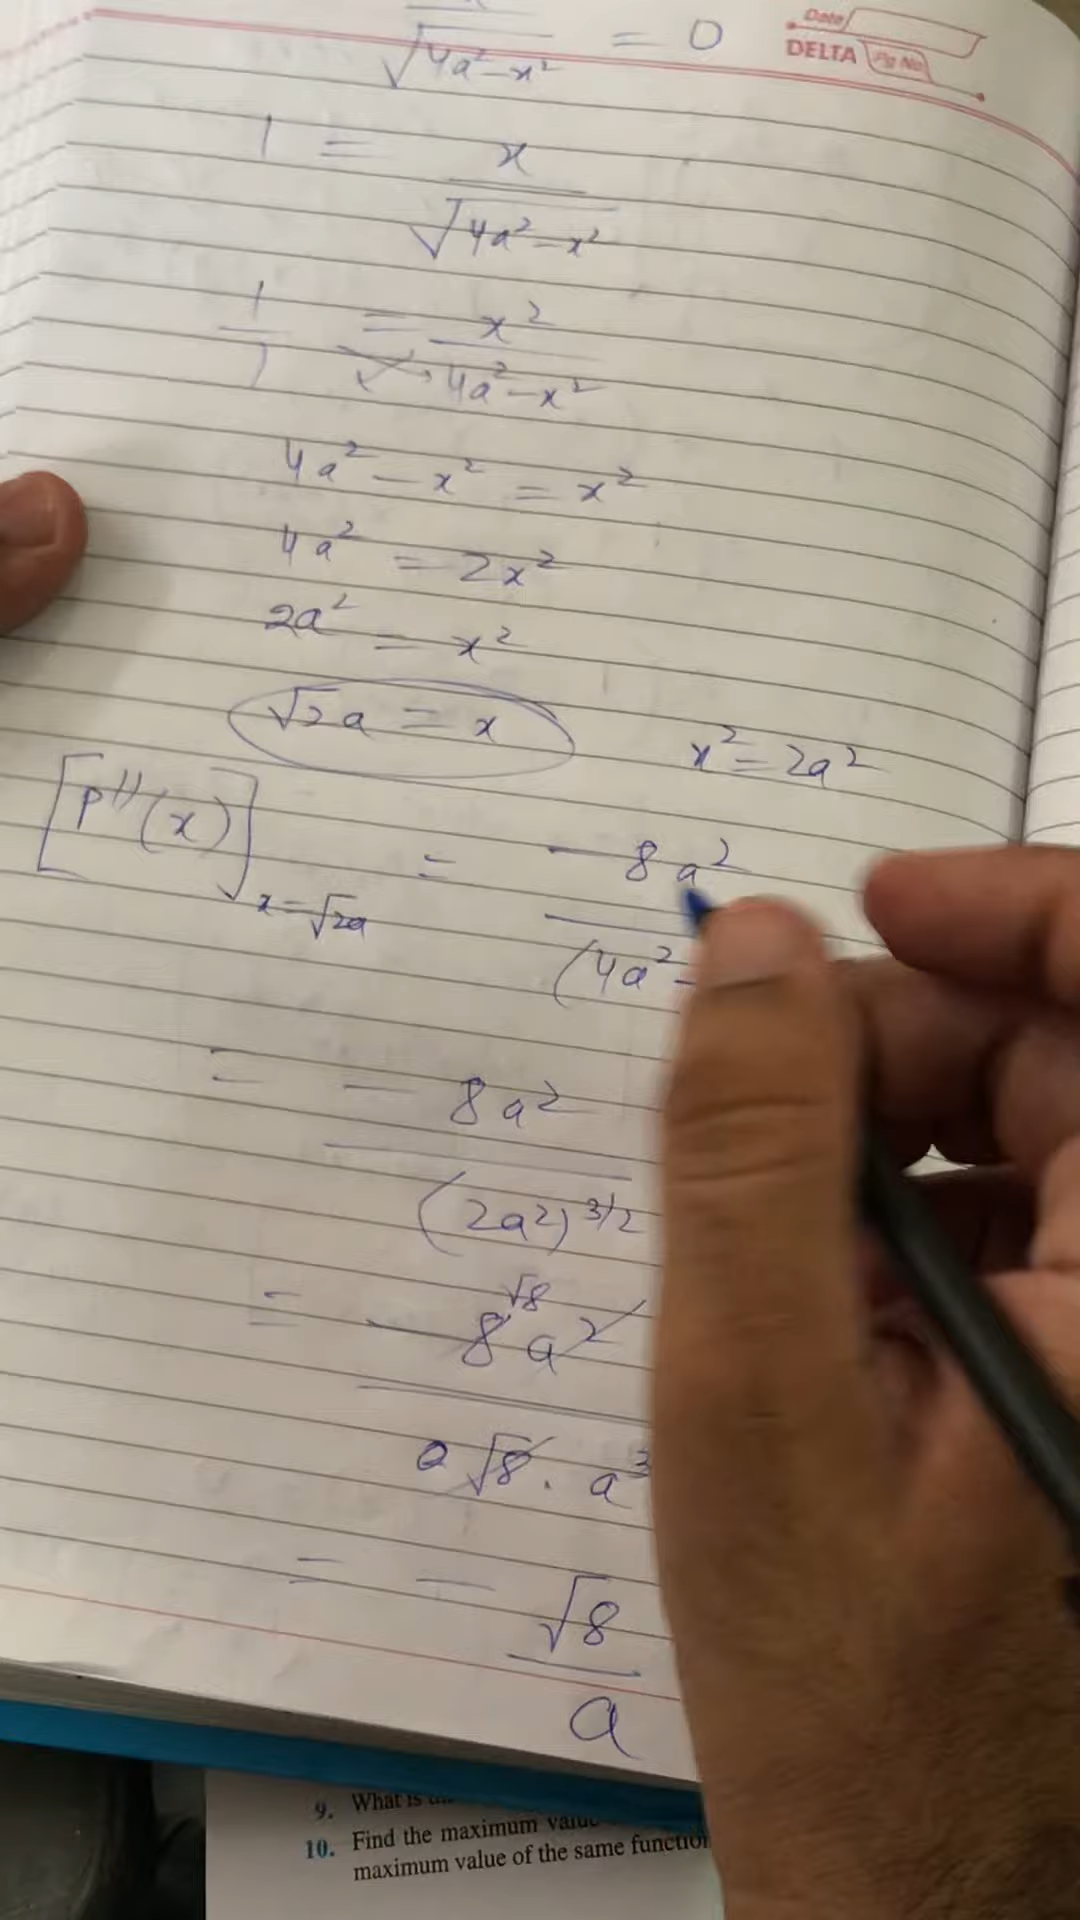 Date
DELTA Pg No
√4a²-x² = 0
1 = x
√4a²-x²
1 = x²
1 4a²-x²
4a²-x² = x²
4a² = 2x²
2a² = x²
√2a = x
x² = 2a²
[P''(x)] x=√2a = -8a²
(4a²-
= -8a²
(2a²)3/2
√8
= -8a²
√8 . a3
= -√8
a
9. What is
10. Find the maximum value
maximum value of the same function